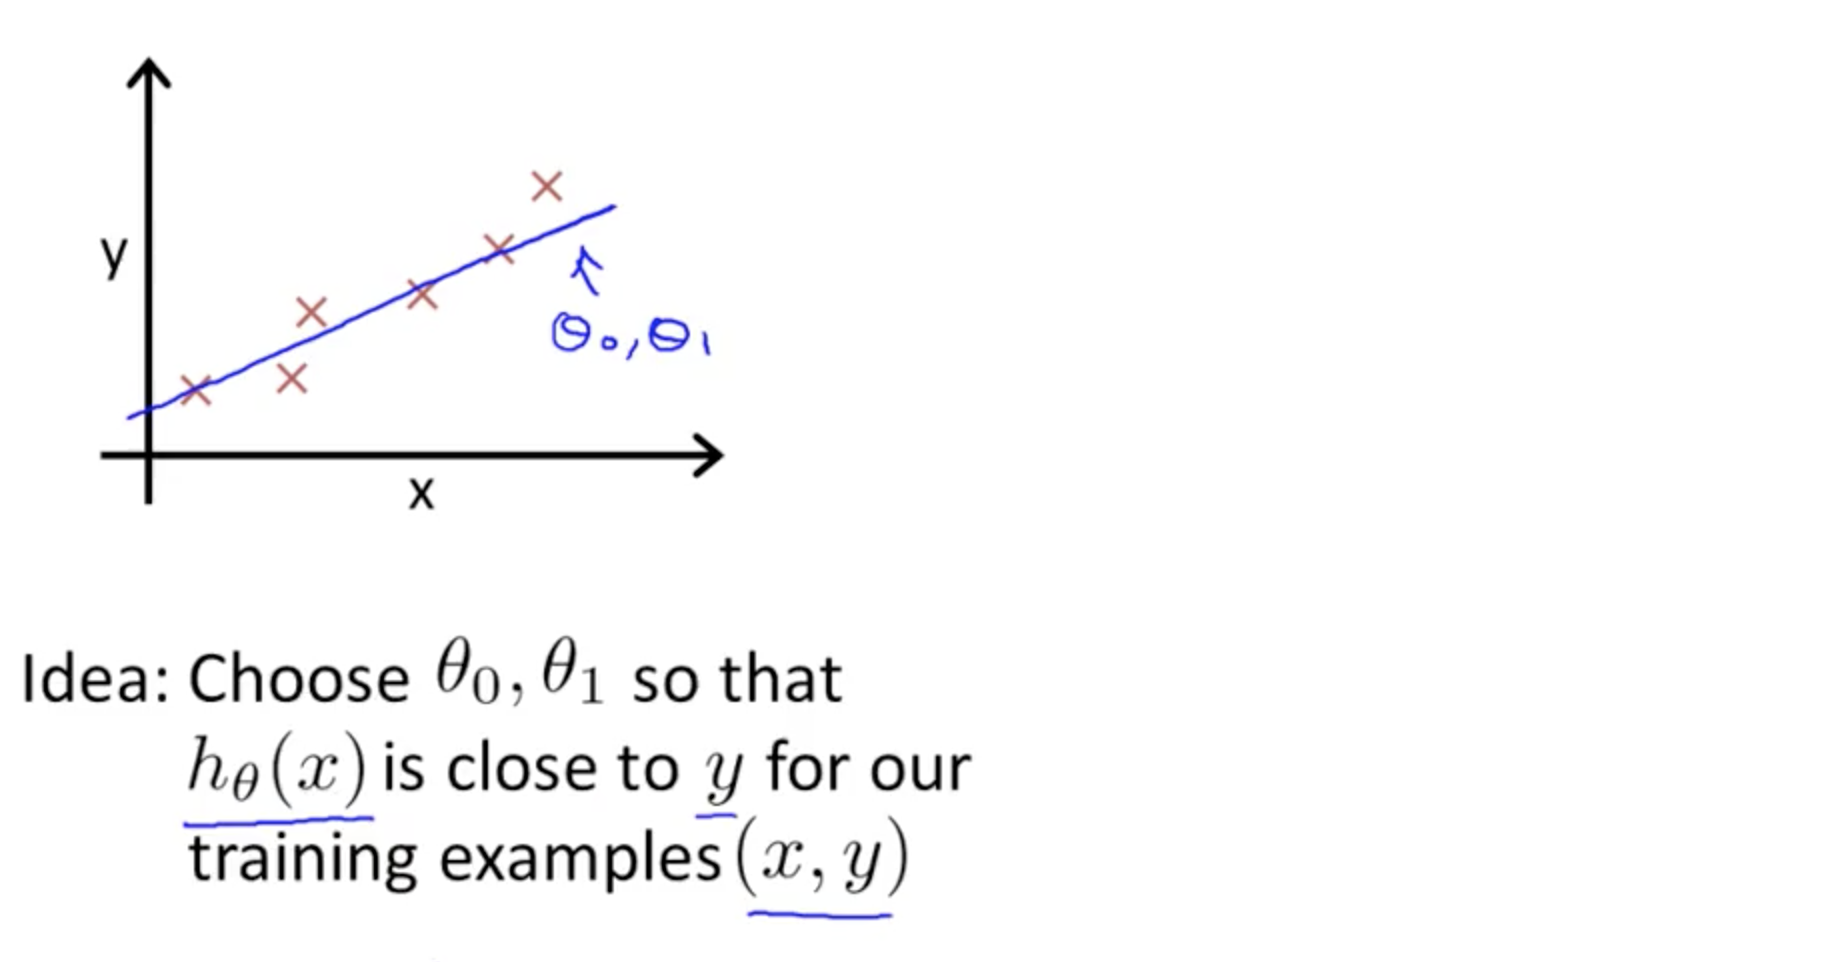 y
θ₀, θ₁
x
Idea: Choose θ₀, θ₁ so that
h_θ(x) is close to y for our
training examples (x, y)